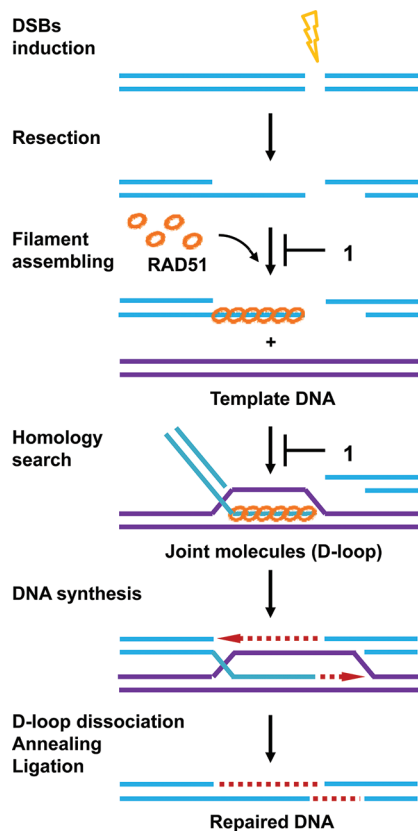 DSBs
induction
Resection
Filament
assembling
RAD51
1
+
Template DNA
Homology
search
1
Joint molecules (D-loop)
DNA synthesis
D-loop dissociation
Annealing
Ligation
Repaired DNA